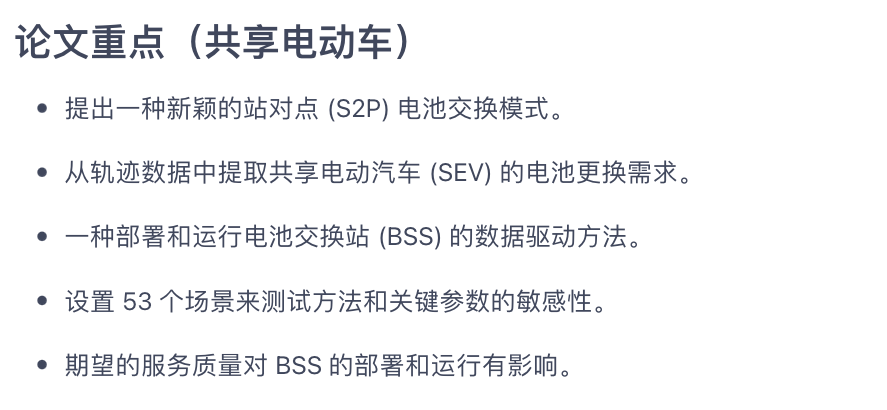 论文重点（共享电动车）
• 提出一种新颖的站对点 (S2P) 电池交换模式。
• 从轨迹数据中提取共享电动汽车 (SEV) 的电池更换需求。
• 一种部署和运行电池交换站 (BSS) 的数据驱动方法。
• 设置 53 个场景来测试方法和关键参数的敏感性。
• 期望的服务质量对 BSS 的部署和运行有影响。